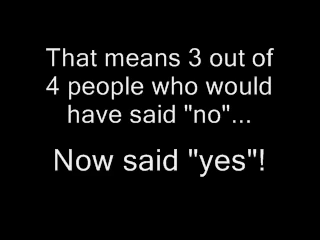 That means 3 out of
4 people who would
have said "no"...
Now said "yes"!